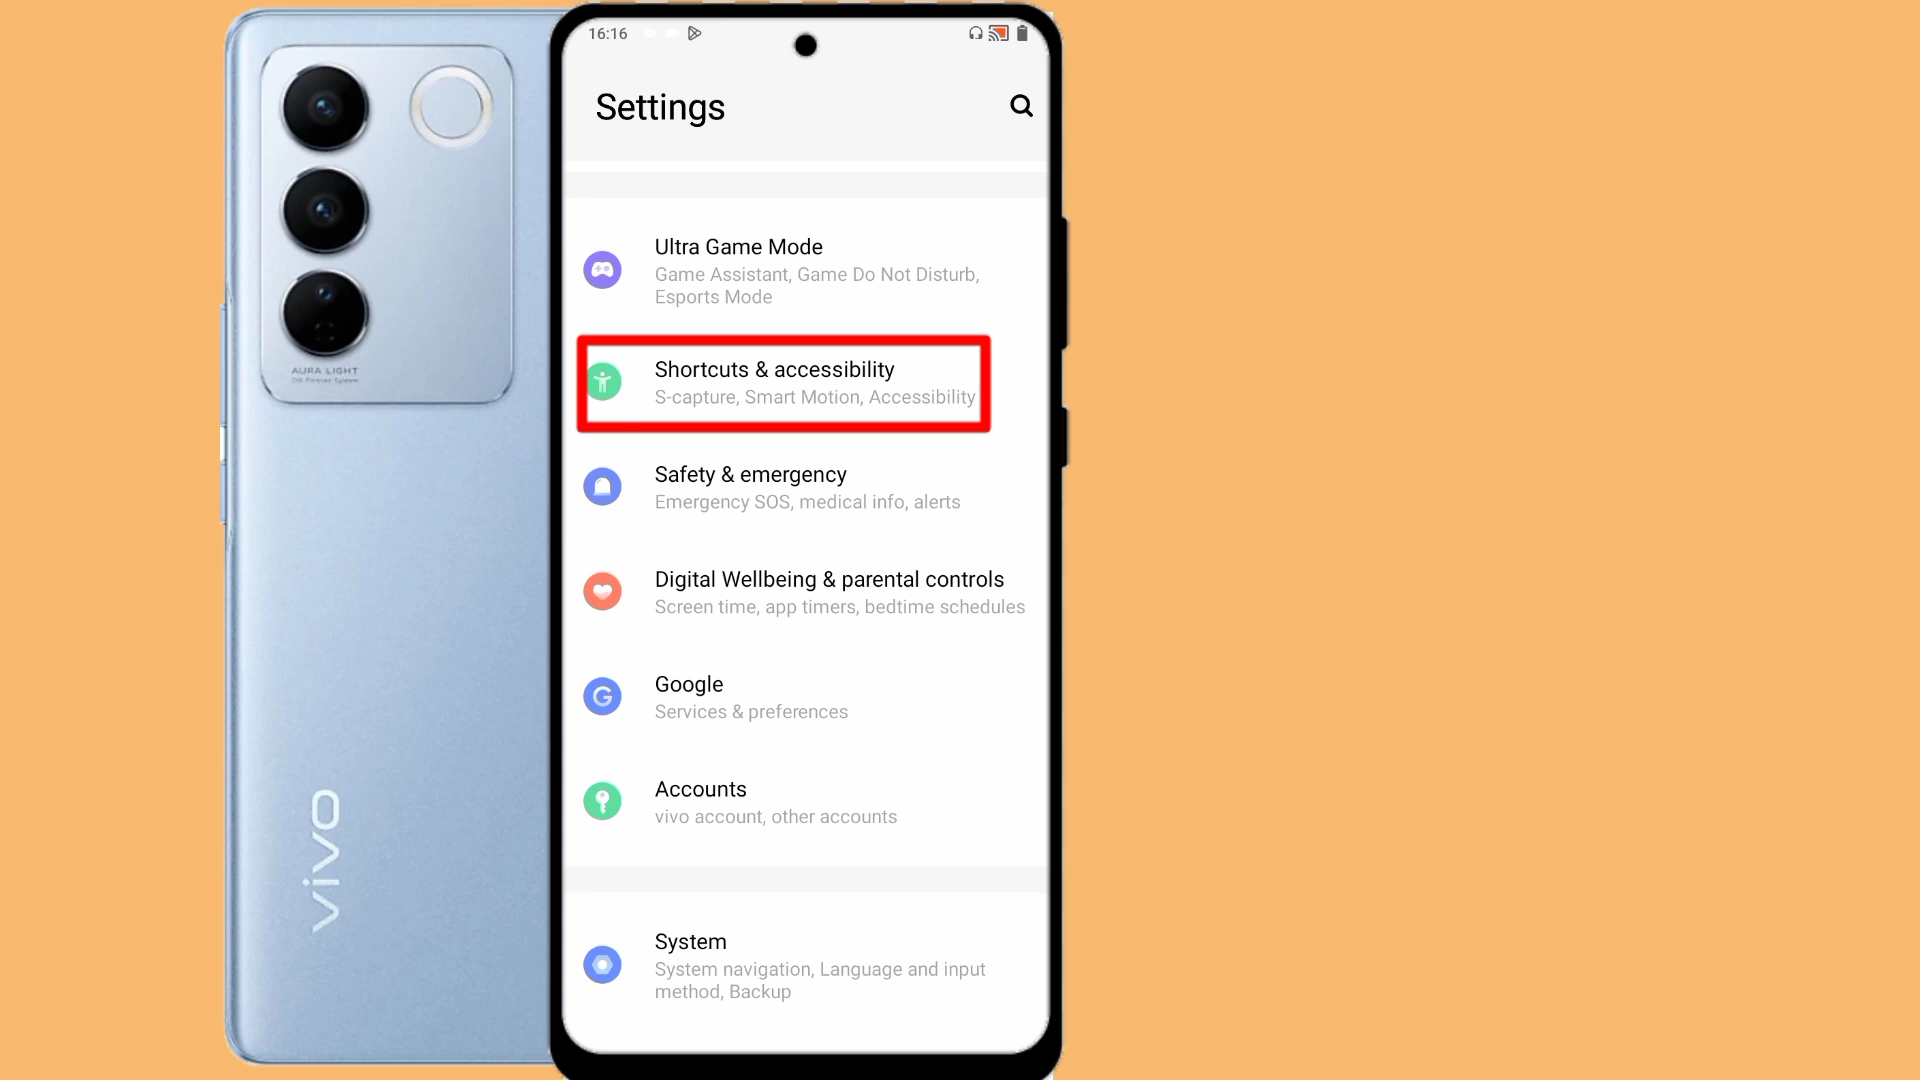 16:16
Settings
Ultra Game Mode
Game Assistant, Game Do Not Disturb,
Esports Mode
Shortcuts & accessibility
S-capture, Smart Motion, Accessibility
Safety & emergency
Emergency SOS, medical info, alerts
Digital Wellbeing & parental controls
Screen time, app timers, bedtime schedules
Google
Services & preferences
Accounts
vivo account, other accounts
System
System navigation, Language and input
method, Backup
AURA LIGHT
vivo